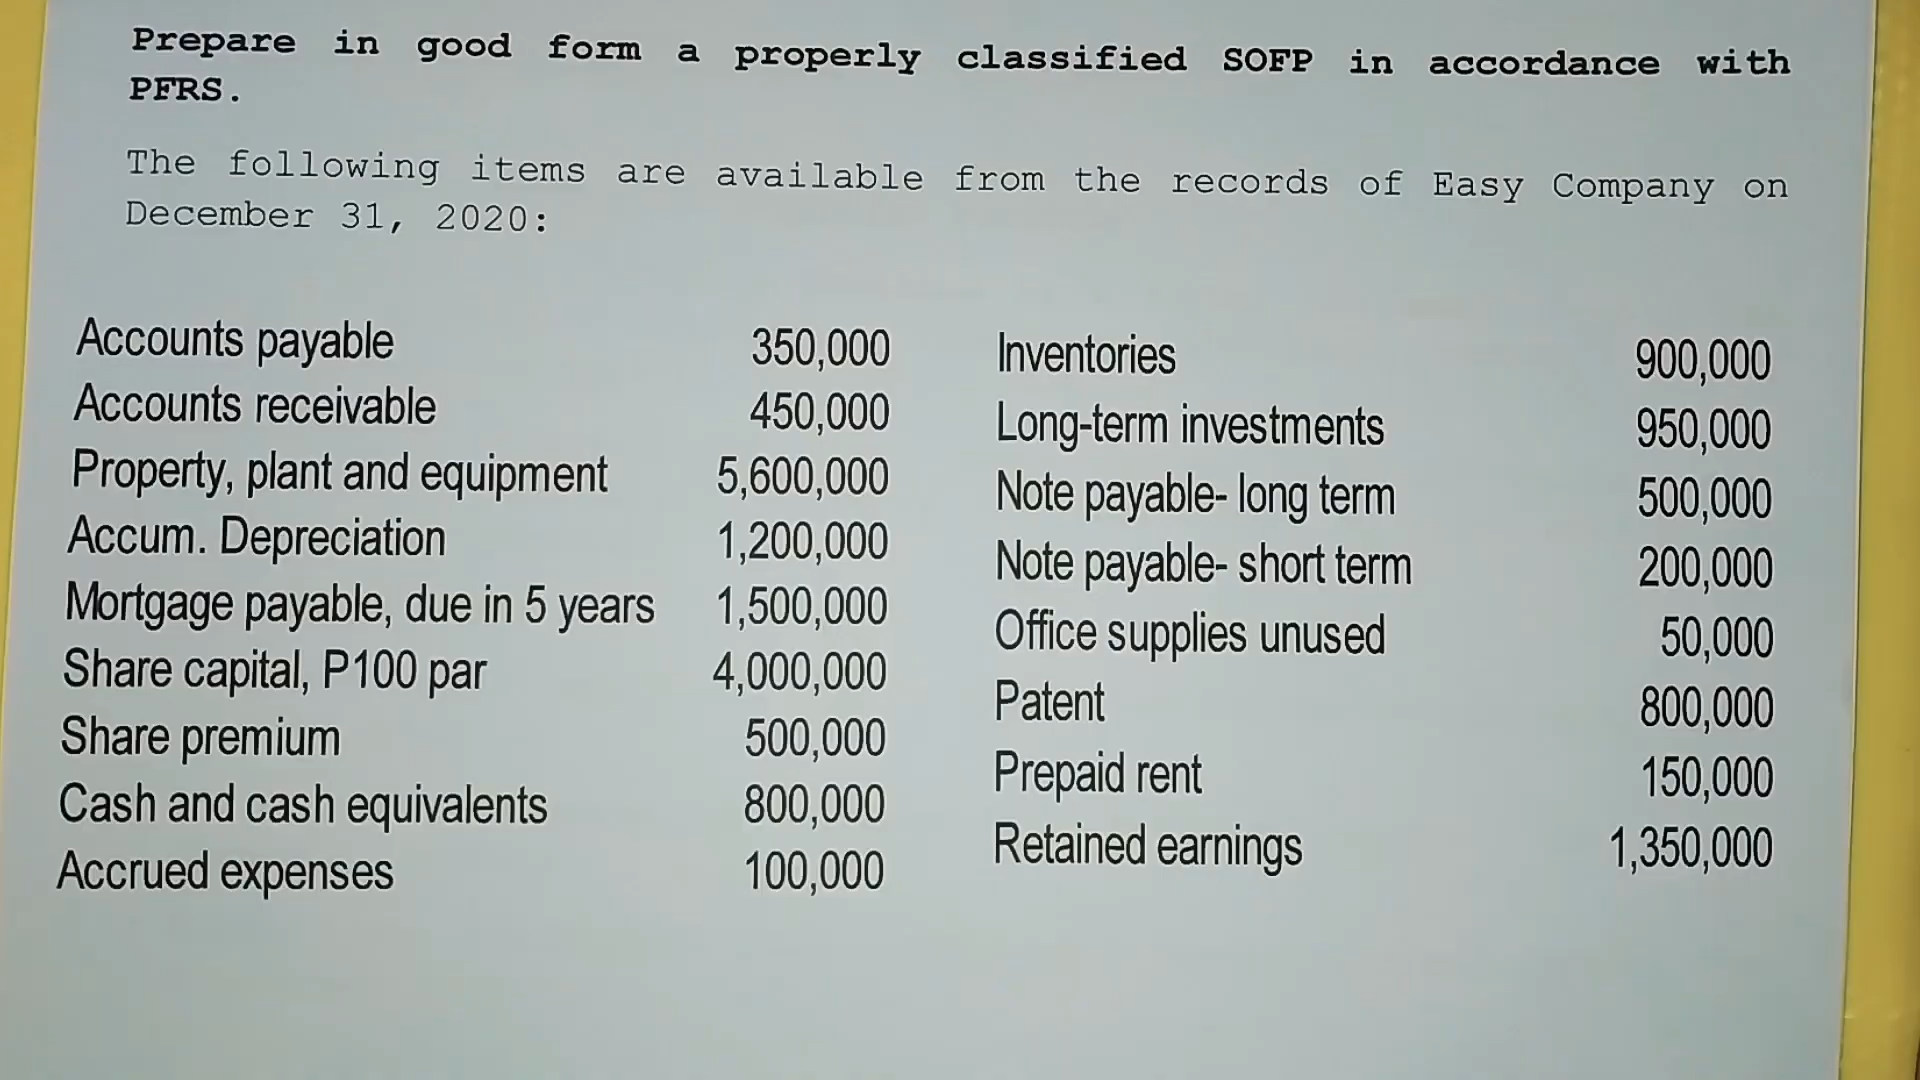 Prepare in good form a properly classified SOFP in accordance with
PFRS.
The following items are available from the records of Easy Company on
December 31, 2020:
Accounts payable 350,000
Accounts receivable 450,000
Property, plant and equipment 5,600,000
Accum. Depreciation 1,200,000
Mortgage payable, due in 5 years 1,500,000
Share capital, P100 par 4,000,000
Share premium 500,000
Cash and cash equivalents 800,000
Accrued expenses 100,000
Inventories 900,000
Long-term investments 950,000
Note payable- long term 500,000
Note payable- short term 200,000
Office supplies unused 50,000
Patent 800,000
Prepaid rent 150,000
Retained earnings 1,350,000